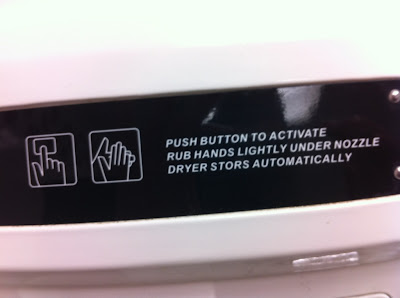 PUSH BUTTON TO ACTIVATE
RUB HANDS LIGHTLY UNDER NOZZLE
DRYER STORS AUTOMATICALLY